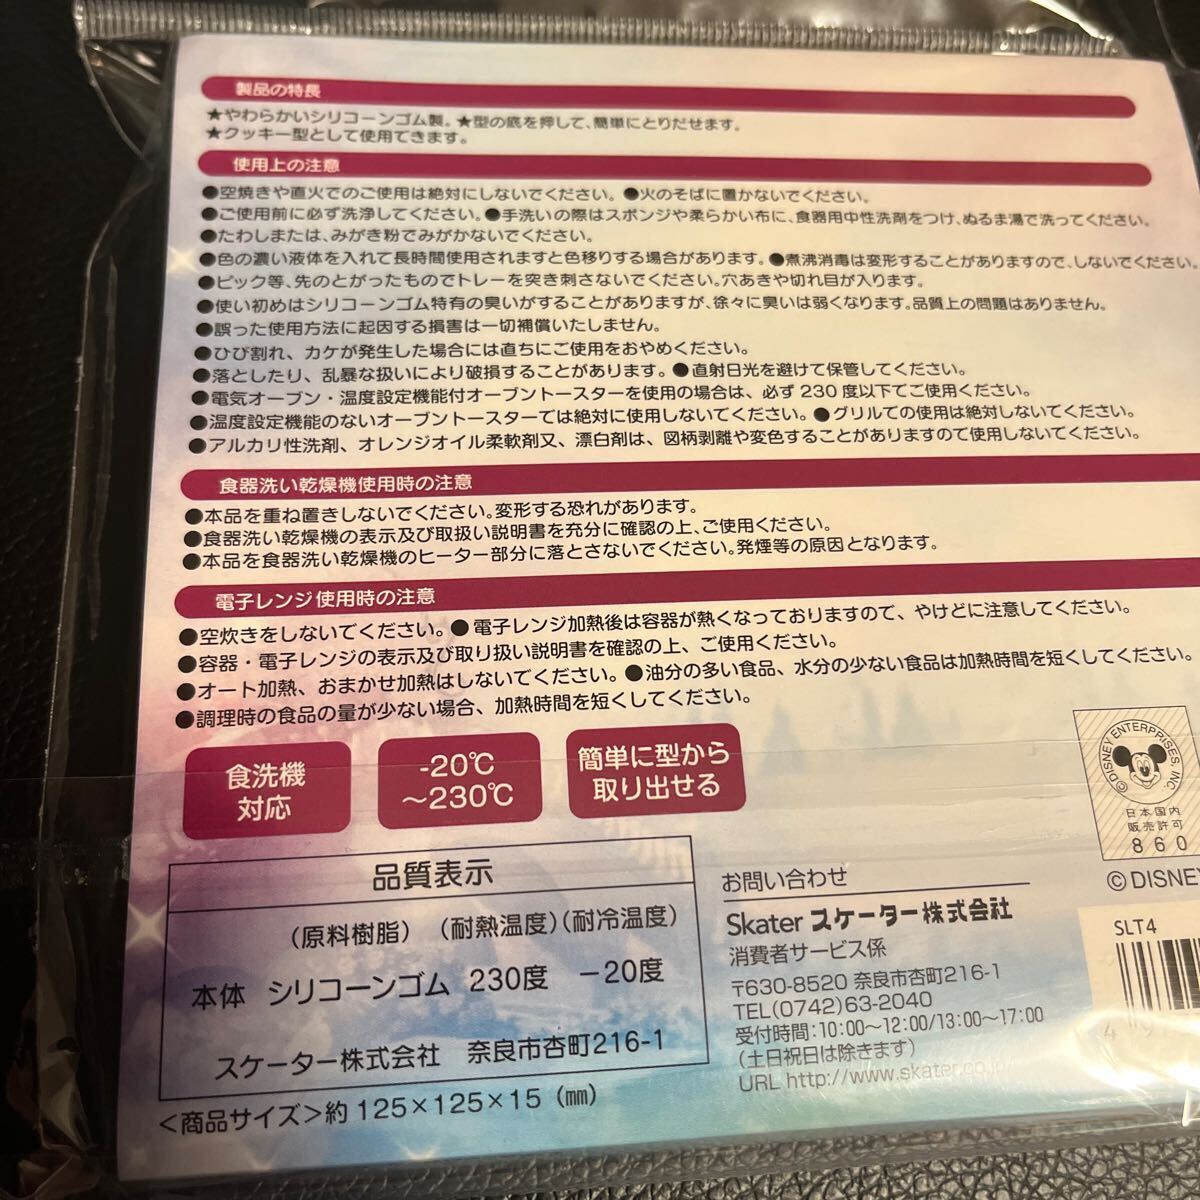 製品の特長
★やわらかいシリコーンゴム製。★型の底を押して、簡単にとりだせます。
★クッキー型として使用できます。
使用上の注意
●空焼きや直火でのご使用は絶対にしないでください。●火のそばに置かないでください。
●ご使用前に必ず洗浄してください。●手洗いの際はスポンジや柔らかい布に、食器用中性洗剤をつけ、ぬるま湯で洗ってください。
●たわしまたは、みがき粉でみがかないでください。
●色の濃い液体を入れて長時間使用されますと色移りする場合があります。●煮沸消毒は変形することがありますので、しないでください。
●ピック等、先のとがったものでトレーを突き刺さないでください。穴あきや切れ目が入ります。
●使い初めはシリコーンゴム特有の臭いがすることがありますが、徐々に臭いは弱くなります。品質上の問題はありません。
●誤った使用方法に起因する損害は一切補償いたしません。
●ひび割れ、カケが発生した場合には直ちにご使用をおやめください。
●落としたり、乱暴な扱いにより破損することがあります。●直射日光を避けて保管してください。
●電気オーブン・温度設定機能付オーブントースターを使用の場合は、必ず230度以下でご使用ください。
●温度設定機能のないオーブントースターでは絶対に使用しないでください。●グリルでの使用は絶対しないでください。
●アルカリ性洗剤、オレンジオイル柔軟剤又、漂白剤は、図柄剥離や変色することがありますので使用しないでください。
食器洗い乾燥機使用時の注意
●本品を重ね置きしないでください。変形する恐れがあります。
●食器洗い乾燥機の表示及び取扱い説明書を充分に確認の上、ご使用ください。
●本品を食器洗い乾燥機のヒーター部分に落とさないでください。発煙等の原因となります。
電子レンジ使用時の注意
●空炊きをしないでください。●電子レンジ加熱後は容器が熱くなっておりますので、やけどに注意してください。
●容器・電子レンジの表示及び取り扱い説明書を確認の上、ご使用ください。
●オート加熱、おまかせ加熱はしないでください。●油分の多い食品、水分の少ない食品は加熱時間を短くしてください。
●調理時の食品の量が少ない場合、加熱時間を短くしてください。
食洗機
対応
-20℃
～230℃
簡単に型から
取り出せる
©DISNEY ENTERPRISES, INC.
日本国内
販売許可
860
©DISNEY
品質表示
（原料樹脂）（耐熱温度）（耐冷温度）
本体 シリコーンゴム 230度 －20度
スケーター株式会社 奈良市杏町216-1
＜商品サイズ＞約125×125×15（㎜）
お問い合わせ
Skater スケーター株式会社
消費者サービス係
〒630-8520 奈良市杏町216-1
TEL(0742)63-2040
受付時間：10:00～12:00/13:00～17:00
（土日祝日は除きます）
URL http://www.skater.co.jp/
SLT4
4